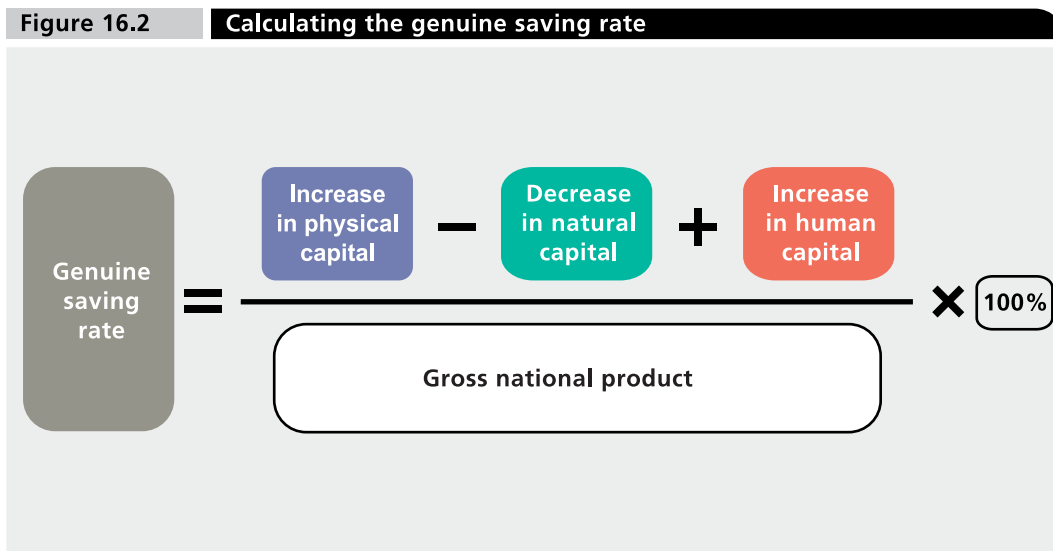 Figure 16.2
Calculating the genuine saving rate
Genuine
saving
rate
=
Increase
in physical
capital
−
Decrease
in natural
capital
+
Increase
in human
capital
Gross national product
×
100%